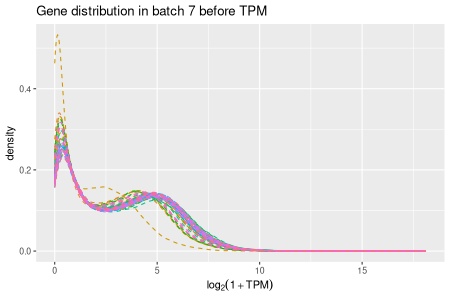 Gene distribution in batch 7 before TPM
density
0.4
0.2
0.0
0
5
10
15
log₂(1 + TPM)